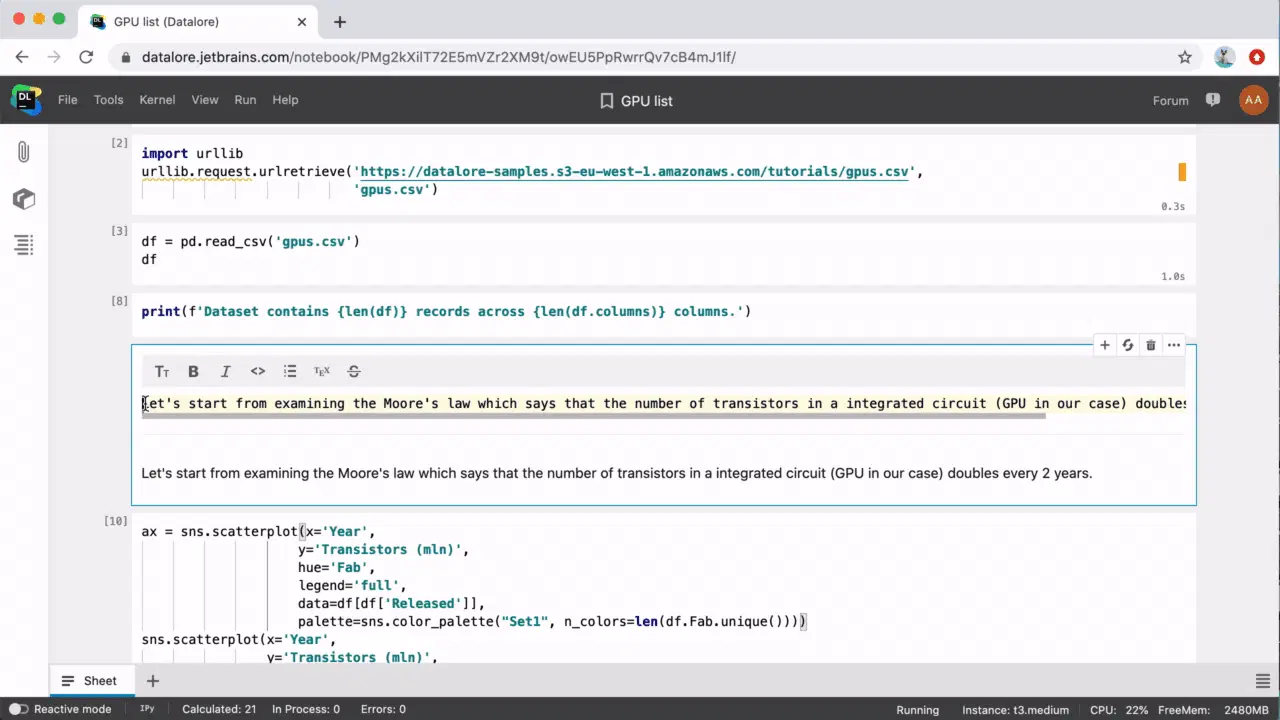 GPU list (Datalore)
datalore.jetbrains.com/notebook/PMg2kXilT72E5mVZr2XM9t/owEU5PpRwrrQv7cB4mJ1lf/
DL File Tools Kernel View Run Help GPU list Forum AA
[2]
import urllib
urllib.request.urlretrieve('https://datalore-samples.s3-eu-west-1.amazonaws.com/tutorials/gpus.csv',
'gpus.csv')
0.3s
[3]
df = pd.read_csv('gpus.csv')
df
1.0s
[8]
print(f'Dataset contains {len(df)} records across {len(df.columns)} columns.')
Tт B I <> TEX S
Let's start from examining the Moore's law which says that the number of transistors in a integrated circuit (GPU in our case) doubles
Let's start from examining the Moore's law which says that the number of transistors in a integrated circuit (GPU in our case) doubles every 2 years.
[10]
ax = sns.scatterplot(x='Year',
y='Transistors (mln)',
hue='Fab',
legend='full',
data=df[df['Released']],
palette=sns.color_palette("Set1", n_colors=len(df.Fab.unique())))
sns.scatterplot(x='Year',
y='Transistors (mln)',
Sheet
Reactive mode IPy Calculated: 21 In Process: 0 Errors: 0 Running Instance: t3.medium CPU: 22% FreeMem: 2480MB